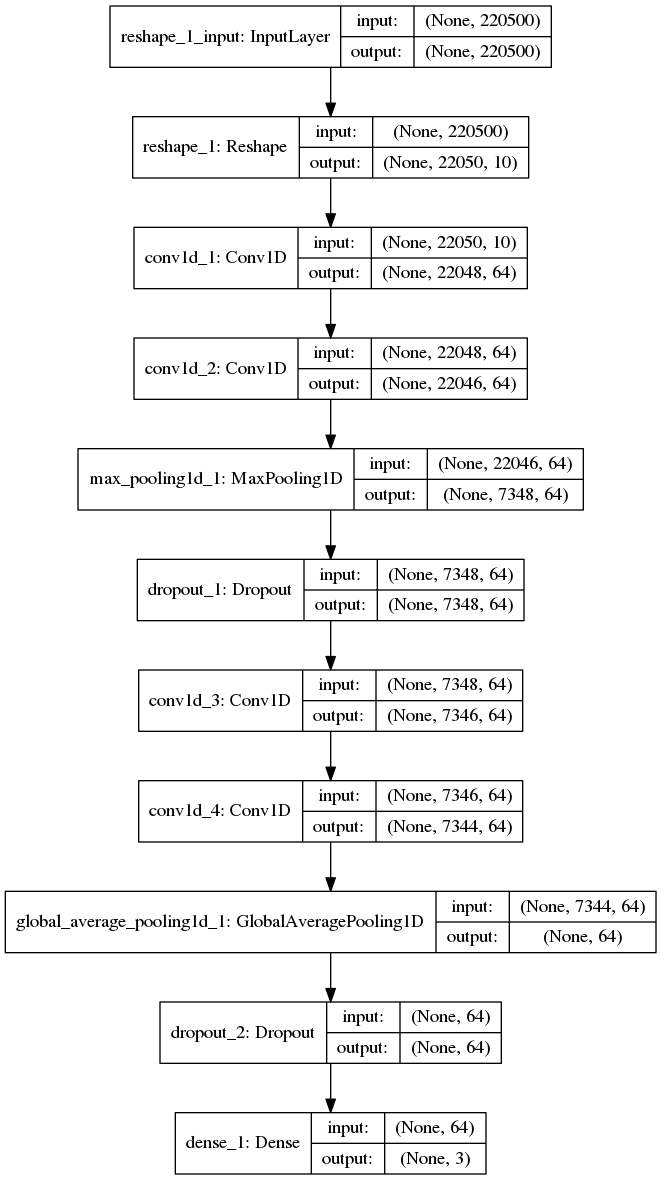 reshape_1_input: InputLayer
input: (None, 220500)
output: (None, 220500)
reshape_1: Reshape
input: (None, 220500)
output: (None, 22050, 10)
conv1d_1: Conv1D
input: (None, 22050, 10)
output: (None, 22048, 64)
conv1d_2: Conv1D
input: (None, 22048, 64)
output: (None, 22046, 64)
max_pooling1d_1: MaxPooling1D
input: (None, 22046, 64)
output: (None, 7348, 64)
dropout_1: Dropout
input: (None, 7348, 64)
output: (None, 7348, 64)
conv1d_3: Conv1D
input: (None, 7348, 64)
output: (None, 7346, 64)
conv1d_4: Conv1D
input: (None, 7346, 64)
output: (None, 7344, 64)
global_average_pooling1d_1: GlobalAveragePooling1D
input: (None, 7344, 64)
output: (None, 64)
dropout_2: Dropout
input: (None, 64)
output: (None, 64)
dense_1: Dense
input: (None, 64)
output: (None, 3)